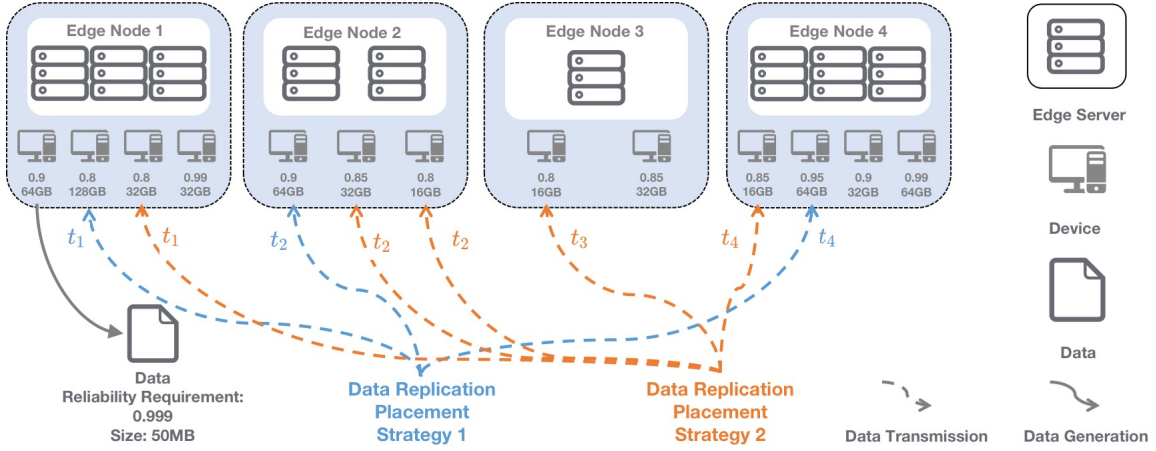 Edge Node 1
0.9
64GB
0.8
128GB
0.8
32GB
0.99
32GB
Edge Node 2
0.9
64GB
0.85
32GB
0.8
16GB
Edge Node 3
0.8
16GB
0.85
32GB
Edge Node 4
0.85
16GB
0.95
64GB
0.9
32GB
0.99
64GB
t1
t1
t2
t2
t2
t3
t4
t4
Data
Reliability Requirement:
0.999
Size: 50MB
Data Replication
Placement
Strategy 1
Data Replication
Placement
Strategy 2
Edge Server
Device
Data
Data Transmission
Data Generation